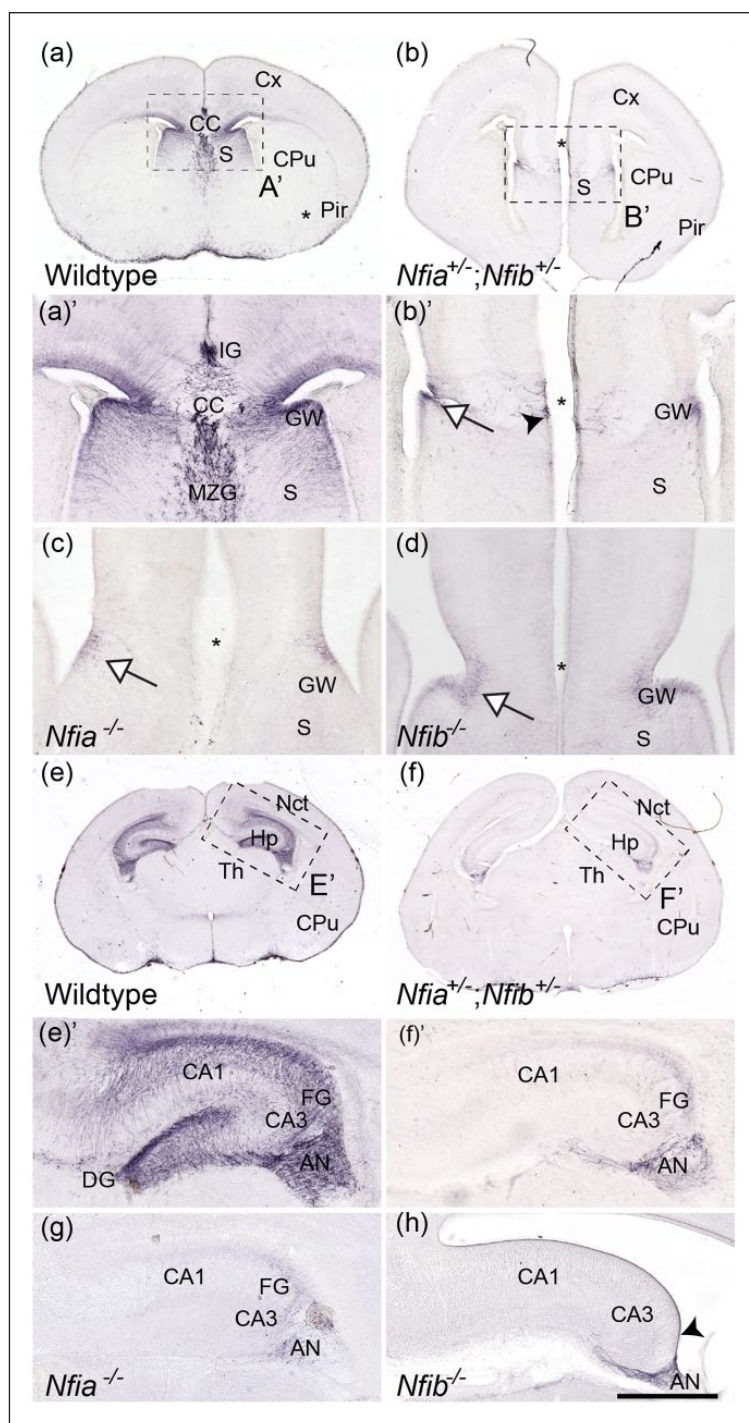 (a)
Cx
CC
S
CPu
A’
* Pir
Wildtype
(b)
Cx
*
CPu
S
B’
Pir
Nfia+/-;Nfib+/-
(a)’
IG
CC
GW
MZG
S
(b)’
*
GW
S
(c)
*
GW
S
Nfia -/-
(d)
*
GW
S
Nfib-/-
(e)
Nct
Hp
Th
E’
CPu
Wildtype
(f)
Nct
Hp
Th
F’
CPu
Nfia+/-;Nfib+/-
(e)’
CA1
FG
CA3
AN
DG
(f)’
CA1
FG
CA3
AN
(g)
CA1
FG
CA3
AN
Nfia -/-
(h)
CA1
CA3
AN
Nfib-/-